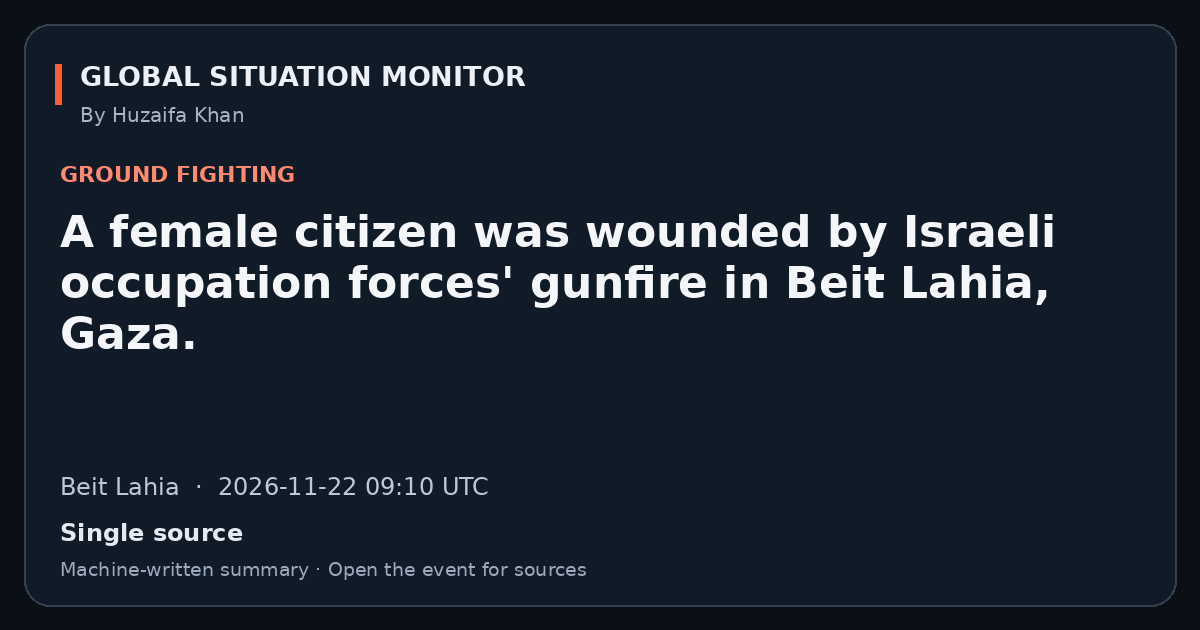 GLOBAL SITUATION MONITOR
By Huzaifa Khan
GROUND FIGHTING
A female citizen was wounded by Israeli
occupation forces' gunfire in Beit Lahia,
Gaza.
Beit Lahia · 2026-11-22 09:10 UTC
Single source
Machine-written summary · Open the event for sources